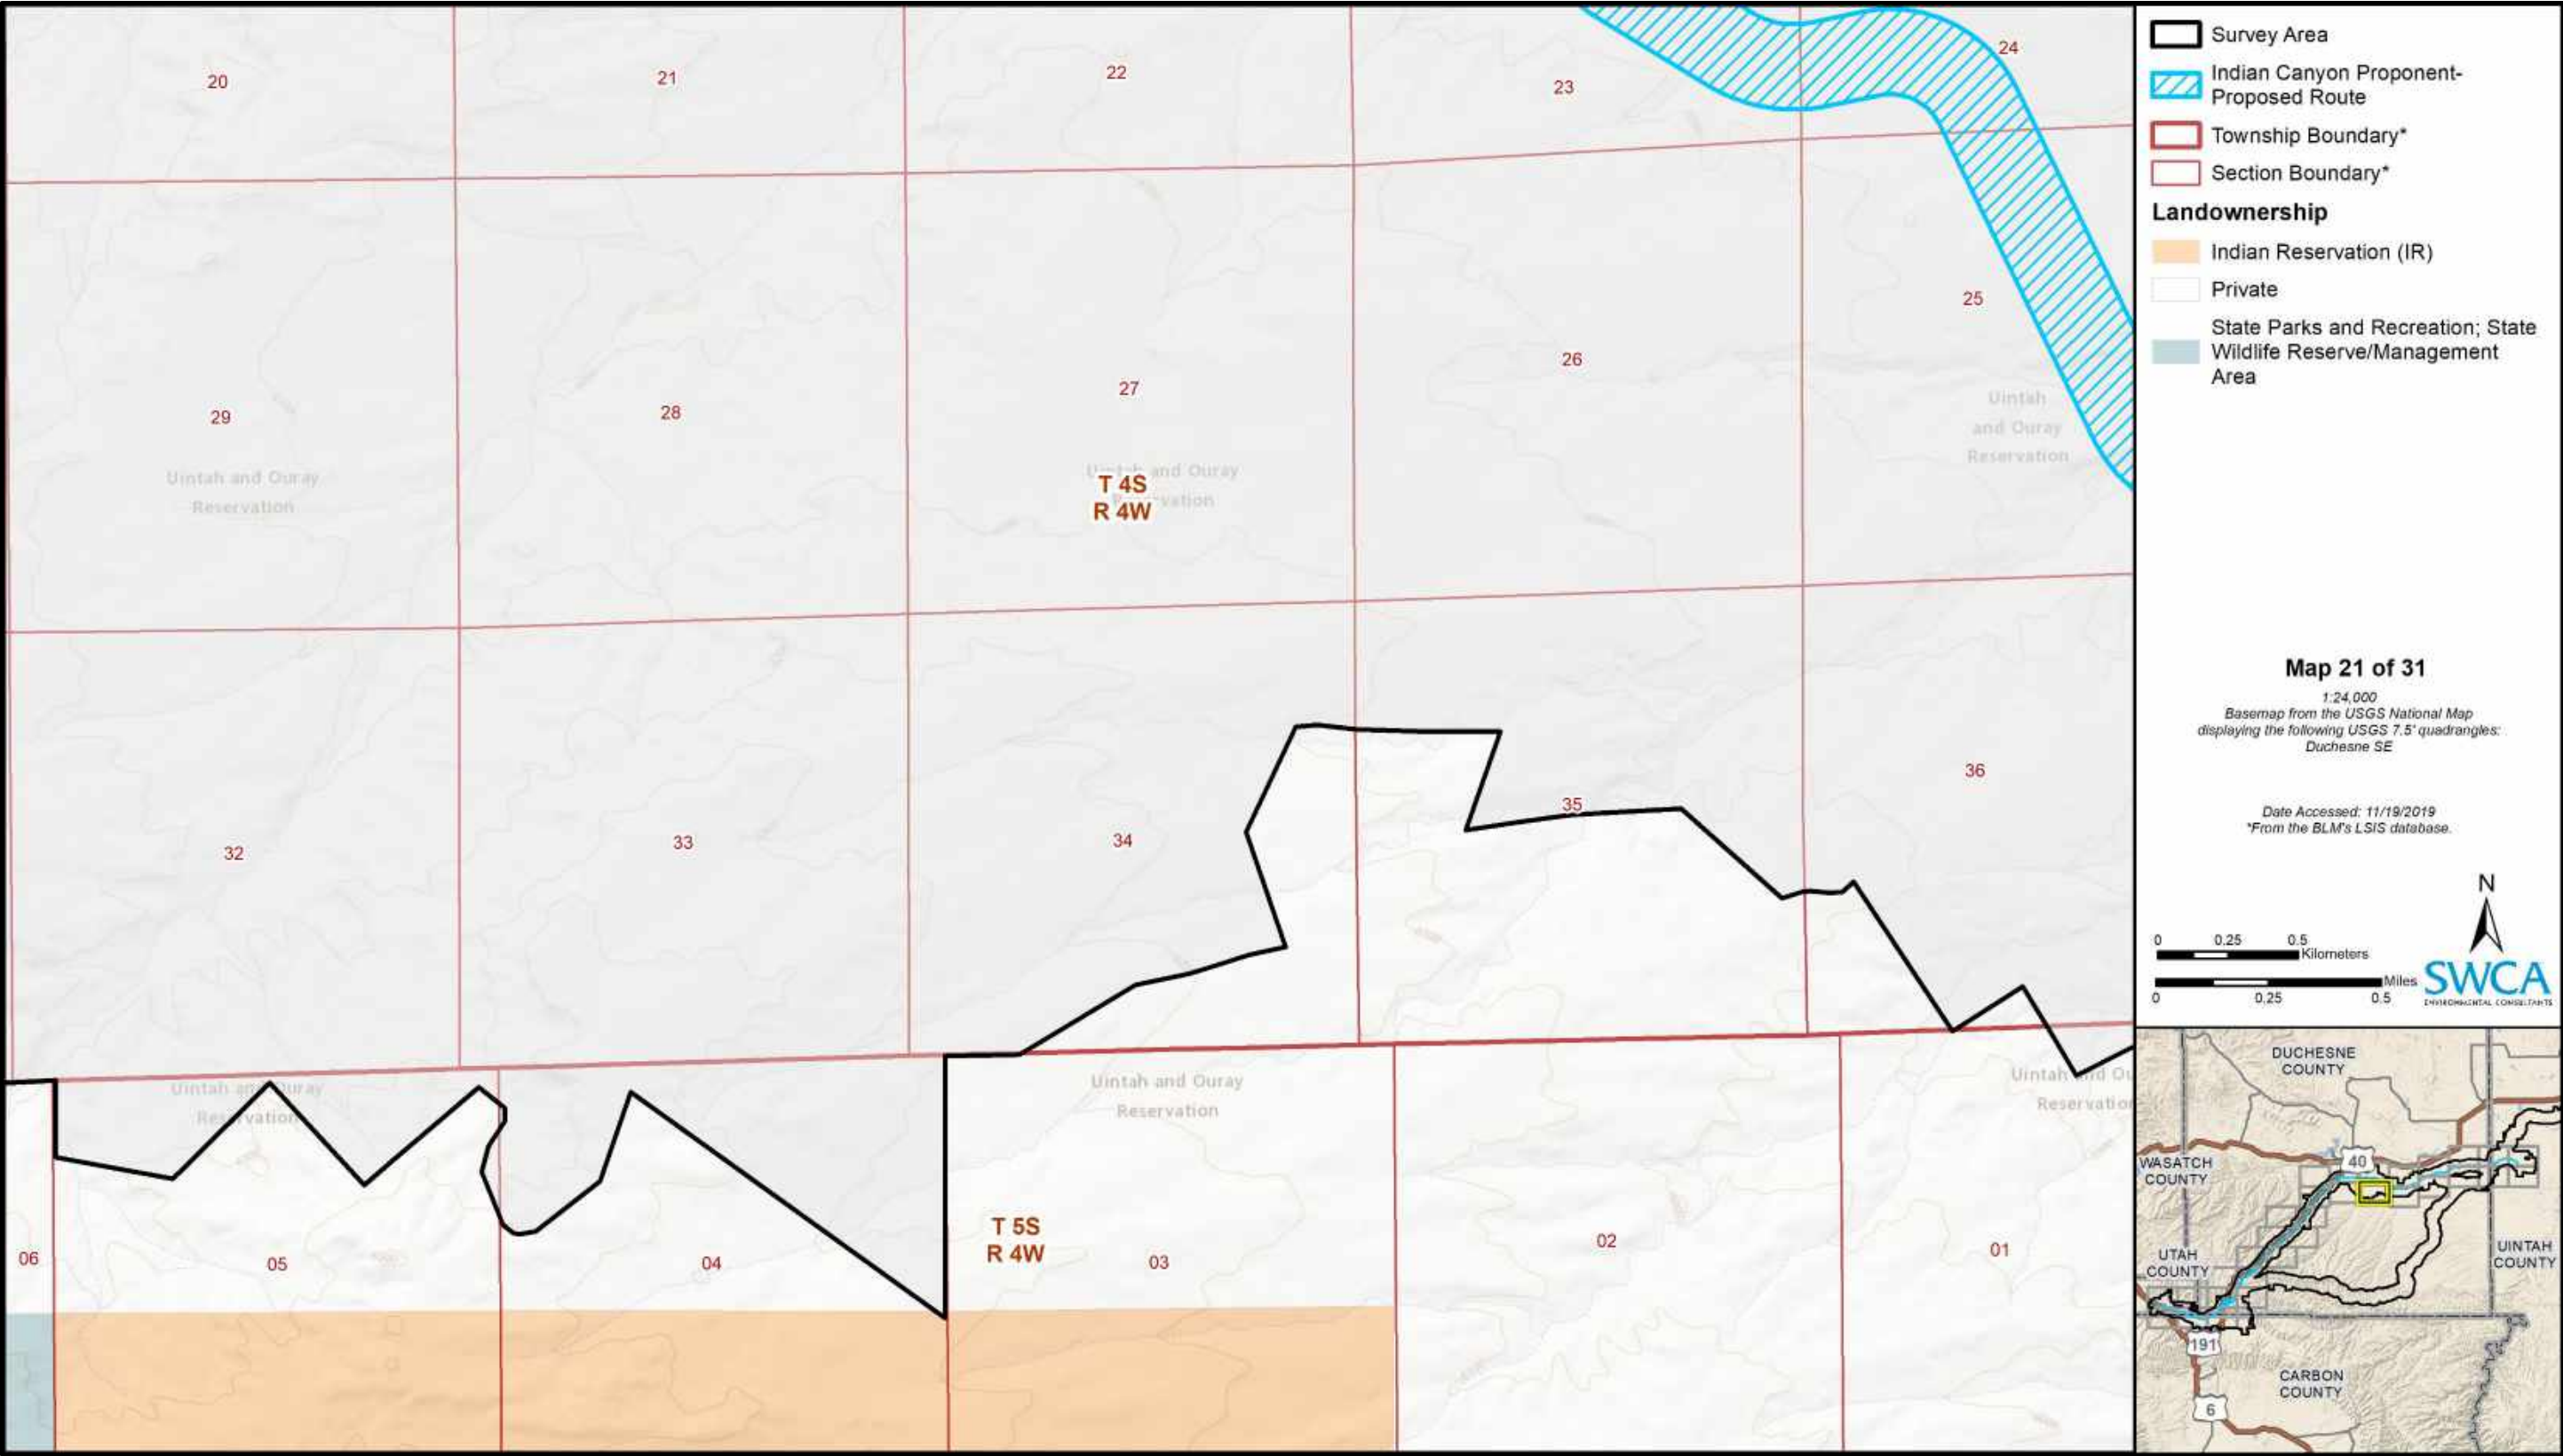 20
21
22
23
24
29
28
27
26
25
Uintah
and Ouray
Reservation
Uintah and Ouray
Reservation
and Ouray
T 4S
R 4W
32
33
34
35
36
Uintah and Ouray
Reservation
Uintah and Ouray
Reservation
06
05
04
T 5S
R 4W
03
02
01
Survey Area
Indian Canyon Proponent-
Proposed Route
Township Boundary*
Section Boundary*
Landownership
Indian Reservation (IR)
Private
State Parks and Recreation; State
Wildlife Reserve/Management
Area
Map 21 of 31
1:24,000
Basemap from the USGS National Map
displaying the following USGS 7.5' quadrangles:
Duchesne SE
Date Accessed: 11/19/2019
*From the BLM's LSIS database.
N
0 0.25 0.5
Kilometers
Miles
0 0.25 0.5
SWCA
ENVIRONMENTAL CONSULTANTS
DUCHESNE
COUNTY
WASATCH
COUNTY
40
UTAH
COUNTY
UINTAH
COUNTY
191
CARBON
COUNTY
6